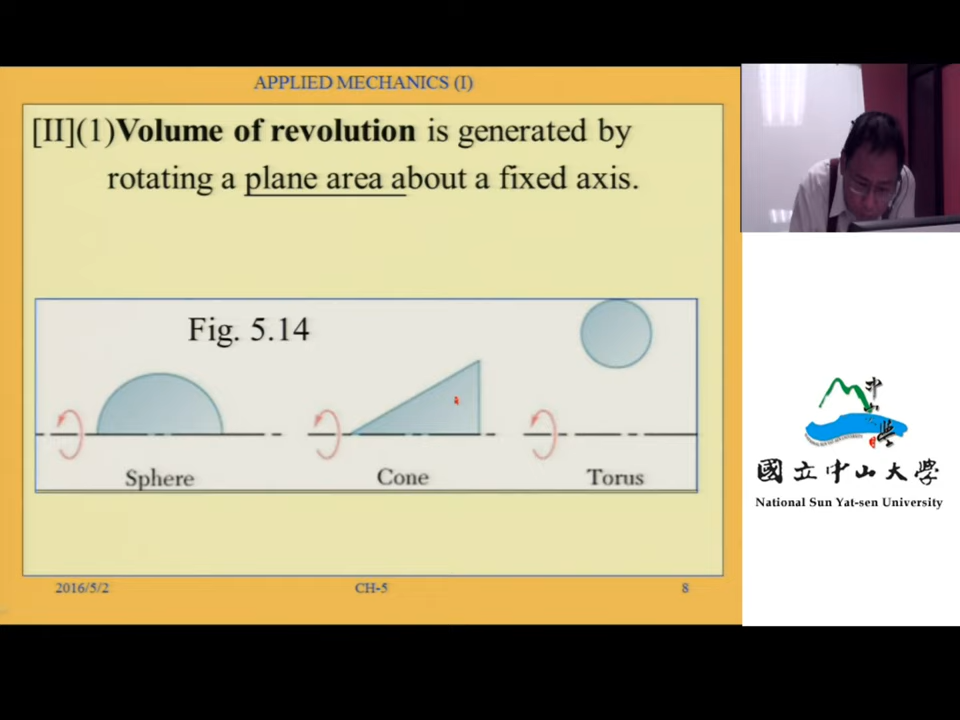 APPLIED MECHANICS (I)
[II](1)Volume of revolution is generated by
rotating a plane area about a fixed axis.
Fig. 5.14
Sphere
Cone
Torus
2016/5/2
CH-5
8
國立中山大學
National Sun Yat-sen University